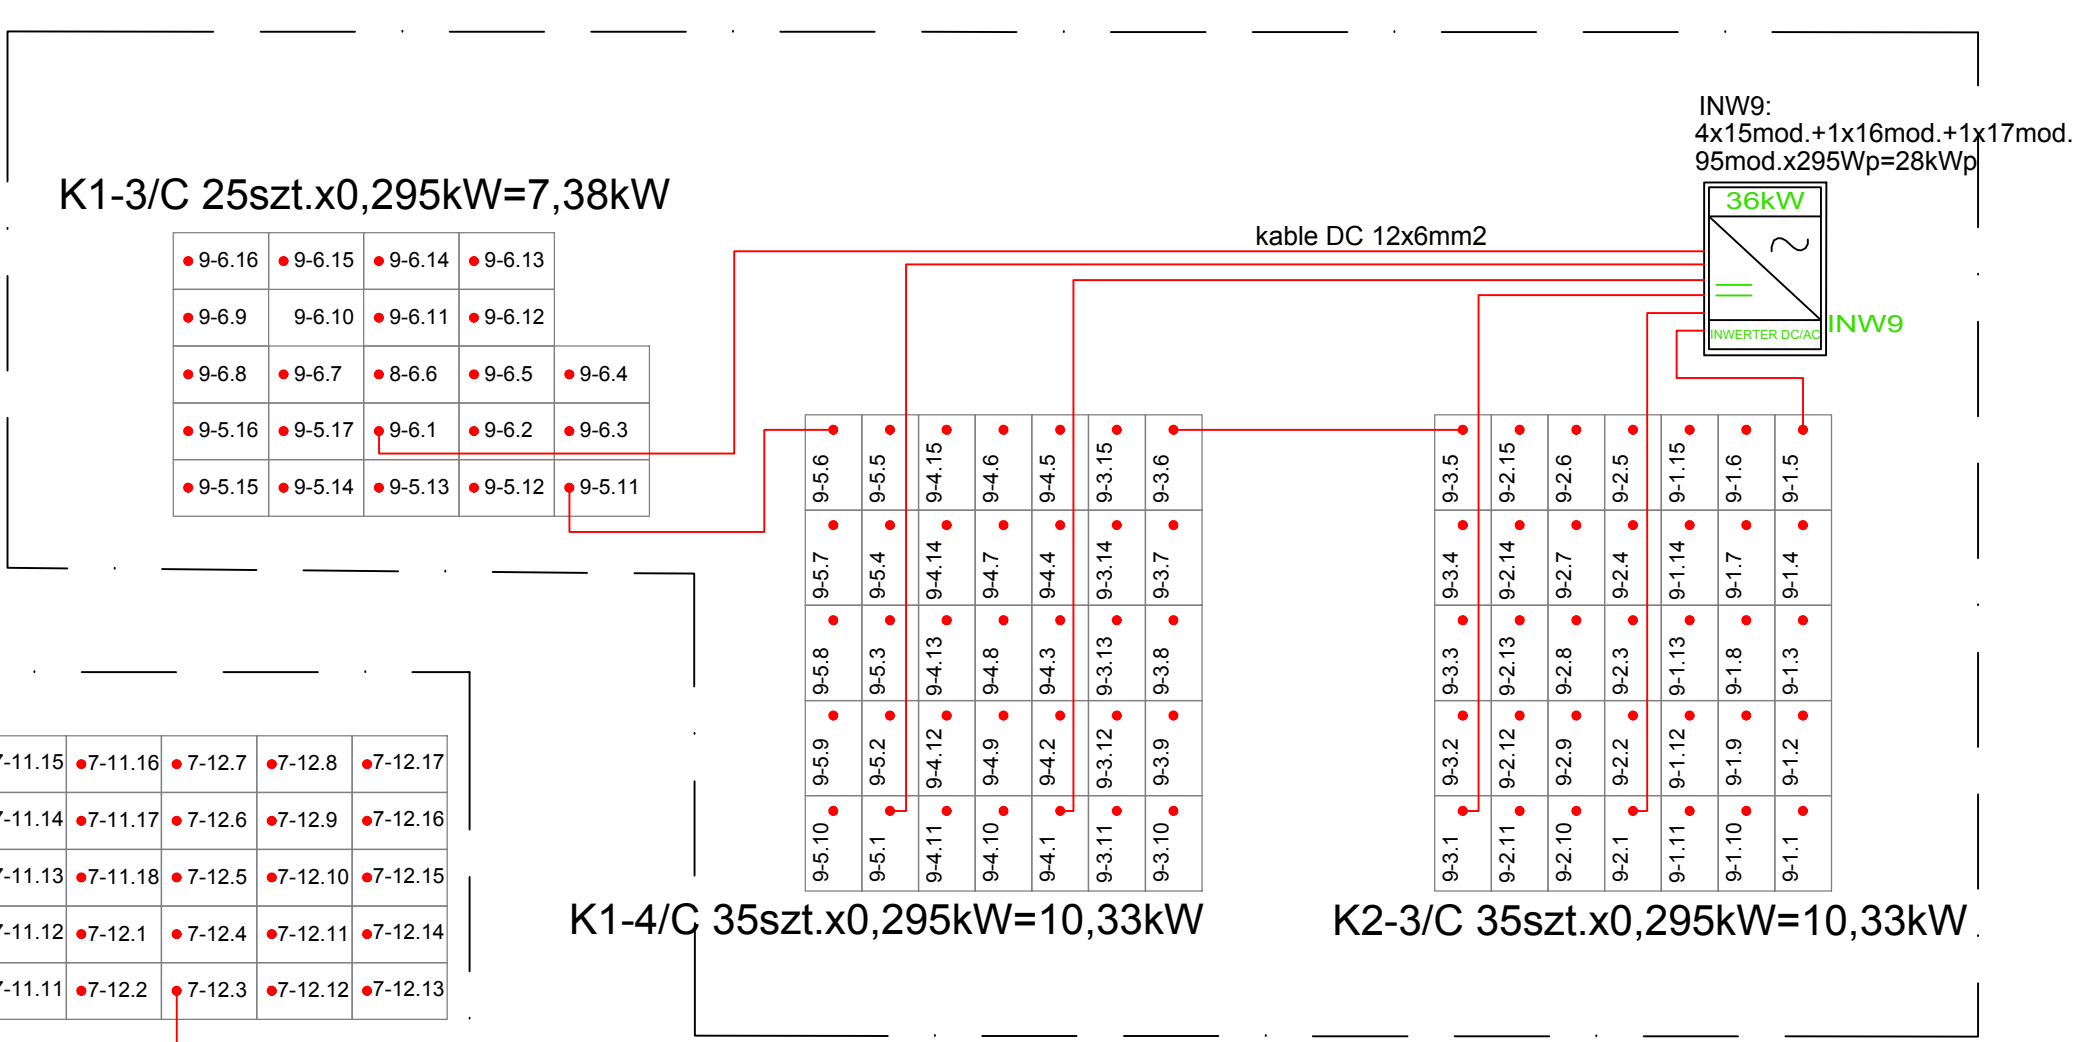 INW9:
4x15mod.+1x16mod.+1x17mod.
95mod.x295Wp=28kWp
K1-3/C 25szt.x0,295kW=7,38kW
36kW
kable DC 12x6mm2
INW9
INWERTER DC/AC
9-6.16 9-6.15 9-6.14 9-6.13
9-6.9 9-6.10 9-6.11 9-6.12
9-6.8 9-6.7 8-6.6 9-6.5 9-6.4
9-5.16 9-5.17 9-6.1 9-6.2 9-6.3
9-5.15 9-5.14 9-5.13 9-5.12 9-5.11
9-5.6 9-5.5 9-4.15 9-4.6 9-4.5 9-3.15 9-3.6
9-5.7 9-5.4 9-4.14 9-4.7 9-4.4 9-3.14 9-3.7
9-5.8 9-5.3 9-4.13 9-4.8 9-4.3 9-3.13 9-3.8
9-5.9 9-5.2 9-4.12 9-4.9 9-4.2 9-3.12 9-3.9
9-5.10 9-5.1 9-4.11 9-4.10 9-4.1 9-3.11 9-3.10
K1-4/C 35szt.x0,295kW=10,33kW
9-3.5 9-2.15 9-2.6 9-2.5 9-1.15 9-1.6 9-1.5
9-3.4 9-2.14 9-2.7 9-2.4 9-1.14 9-1.7 9-1.4
9-3.3 9-2.13 9-2.8 9-2.3 9-1.13 9-1.8 9-1.3
9-3.2 9-2.12 9-2.9 9-2.2 9-1.12 9-1.9 9-1.2
9-3.1 9-2.11 9-2.10 9-2.1 9-1.11 9-1.10 9-1.1
K2-3/C 35szt.x0,295kW=10,33kW
7-11.15 7-11.16 7-12.7 7-12.8 7-12.17
7-11.14 7-11.17 7-12.6 7-12.9 7-12.16
7-11.13 7-11.18 7-12.5 7-12.10 7-12.15
7-11.12 7-12.1 7-12.4 7-12.11 7-12.14
7-11.11 7-12.2 7-12.3 7-12.12 7-12.13